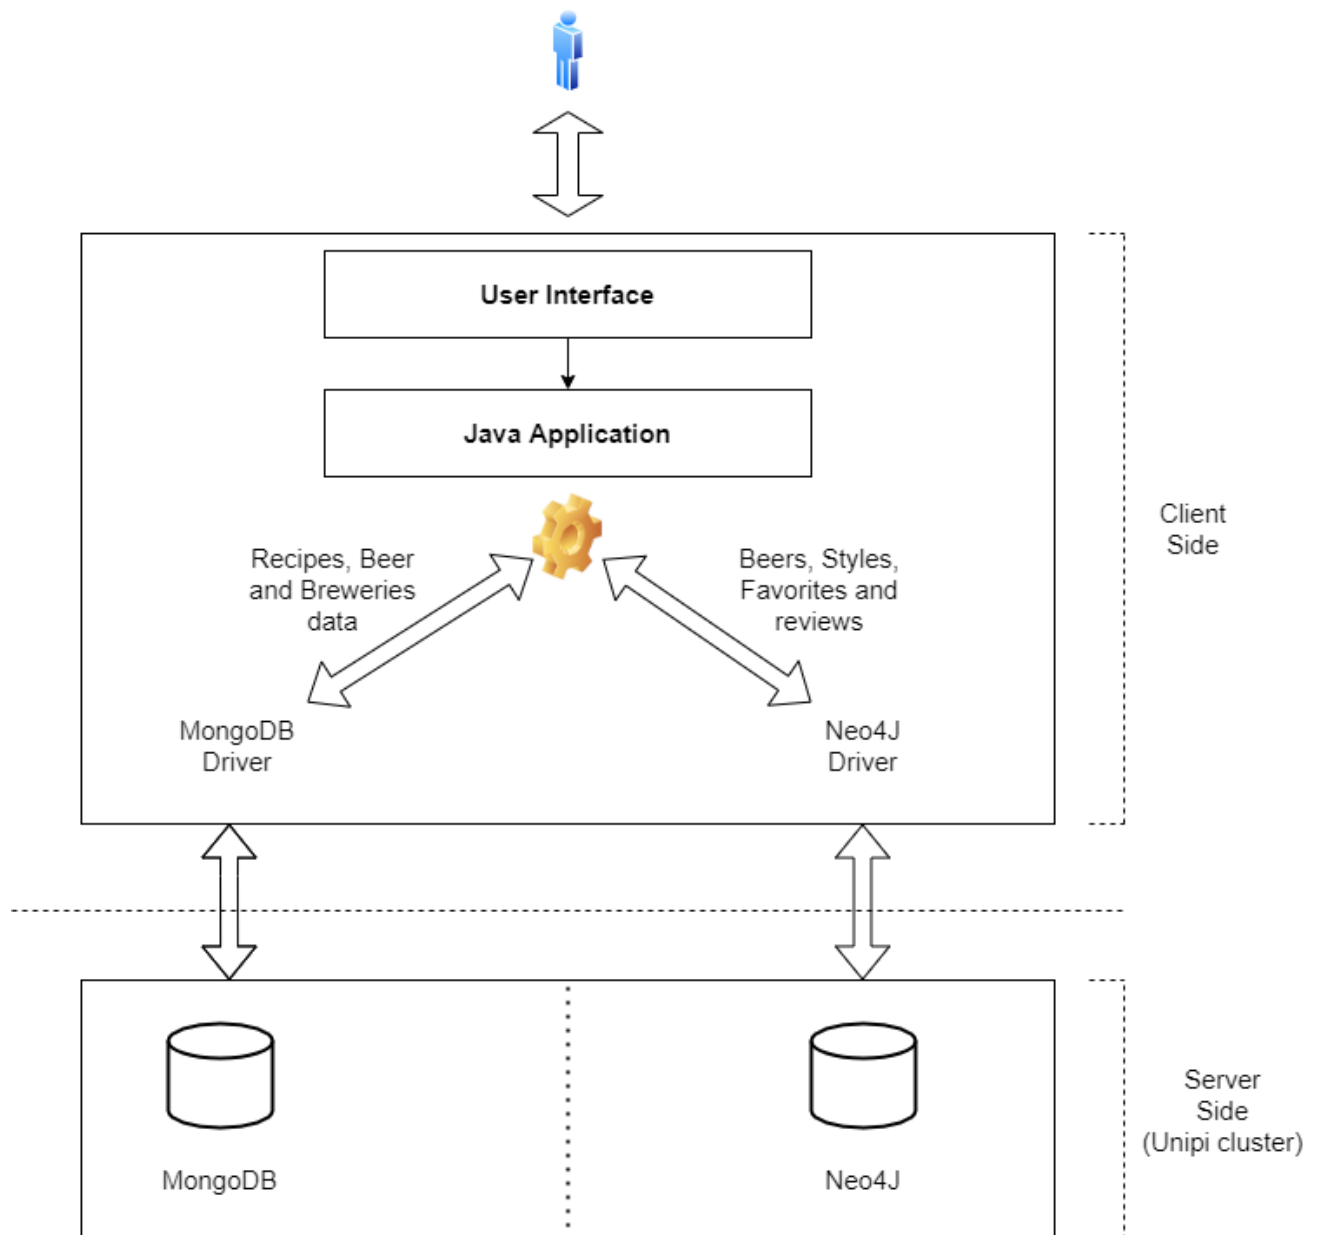 User Interface
Java Application
Recipes, Beer
and Breweries
data
Beers, Styles,
Favorites and
reviews
MongoDB
Driver
Neo4J
Driver
Client
Side
MongoDB
Neo4J
Server
Side
(Unipi cluster)